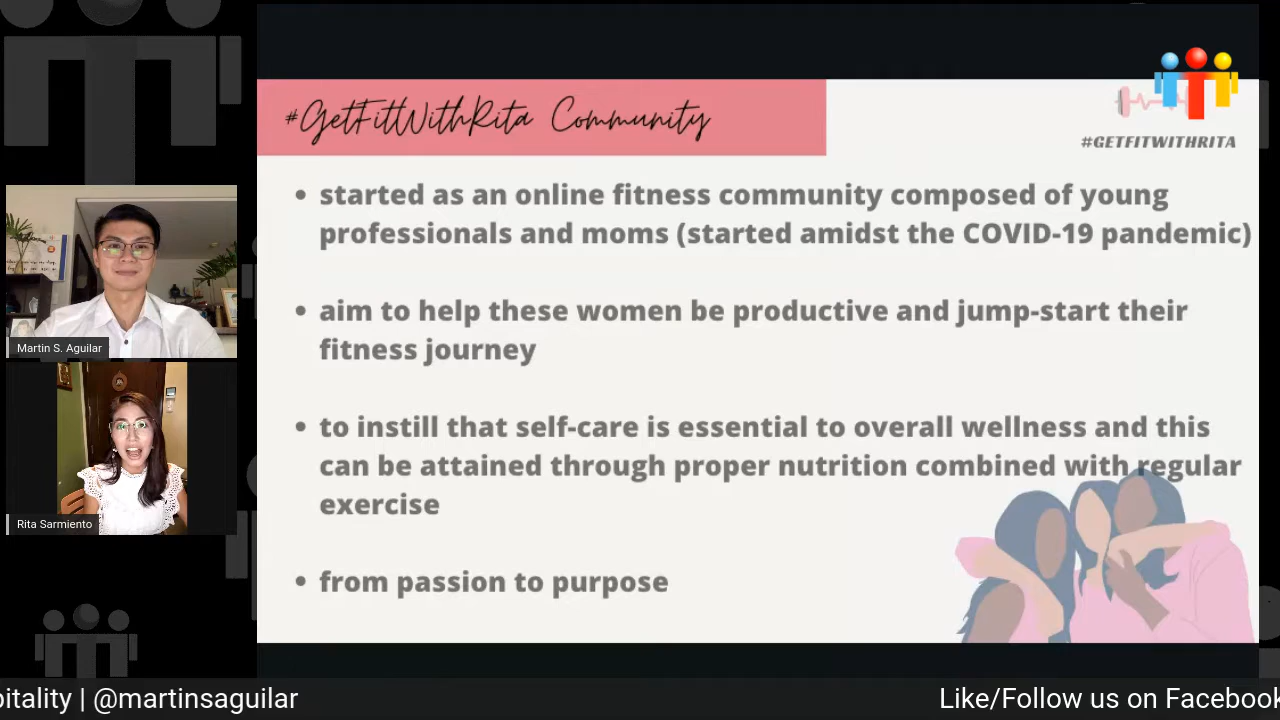 #GetFitWithRita Community
#GETFITWITHRITA
• started as an online fitness community composed of young
professionals and moms (started amidst the COVID-19 pandemic)
• aim to help these women be productive and jump-start their
fitness journey
• to instill that self-care is essential to overall wellness and this
can be attained through proper nutrition combined with regular
exercise
• from passion to purpose
Martin S. Aguilar
Rita Sarmiento
pitality | @martinsaguilar
Like/Follow us on Facebook